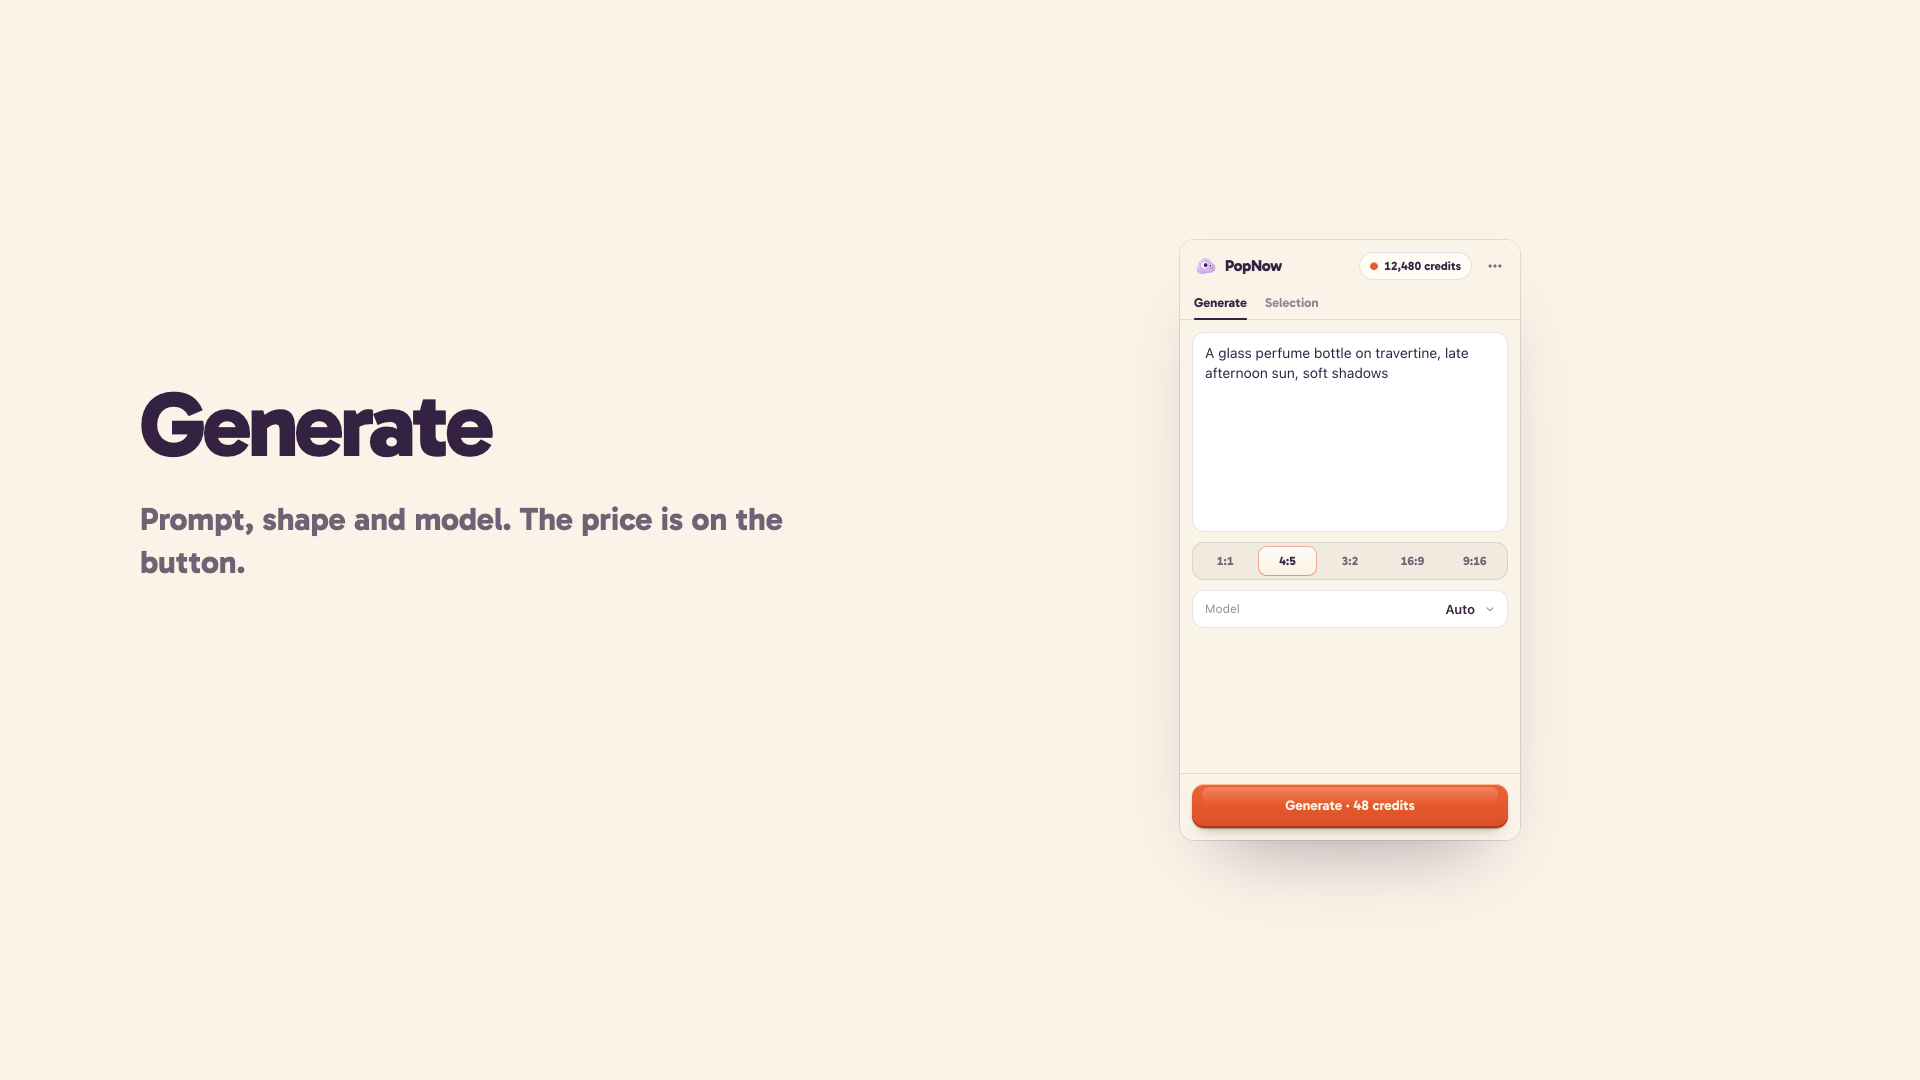 Generate
Prompt, shape and model. The price is on the
button.
PopNow
12,480 credits
Generate
Selection
A glass perfume bottle on travertine, late
afternoon sun, soft shadows
1:1
4:5
3:2
16:9
9:16
Model
Auto
Generate · 48 credits